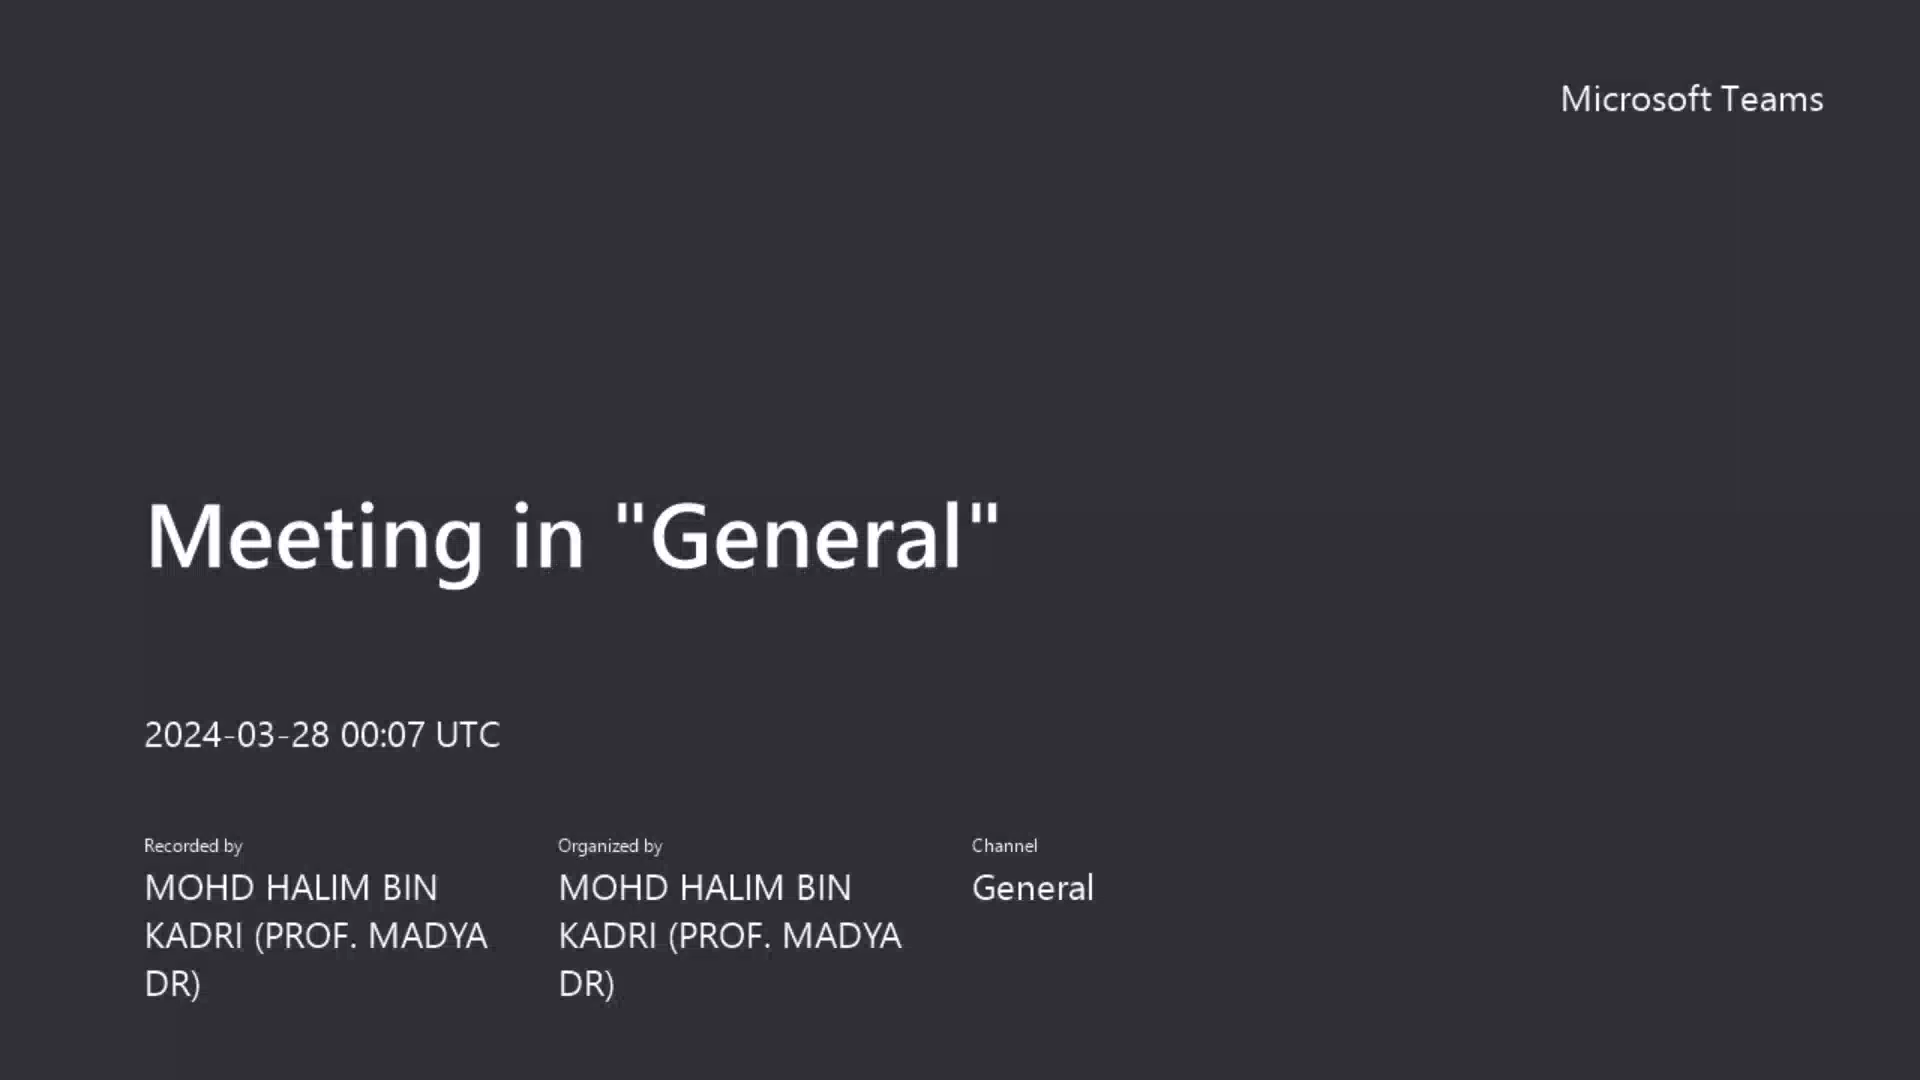 Microsoft Teams
Meeting in "General"
2024-03-28 00:07 UTC
Recorded by
MOHD HALIM BIN
KADRI (PROF. MADYA
DR)
Organized by
MOHD HALIM BIN
KADRI (PROF. MADYA
DR)
Channel
General